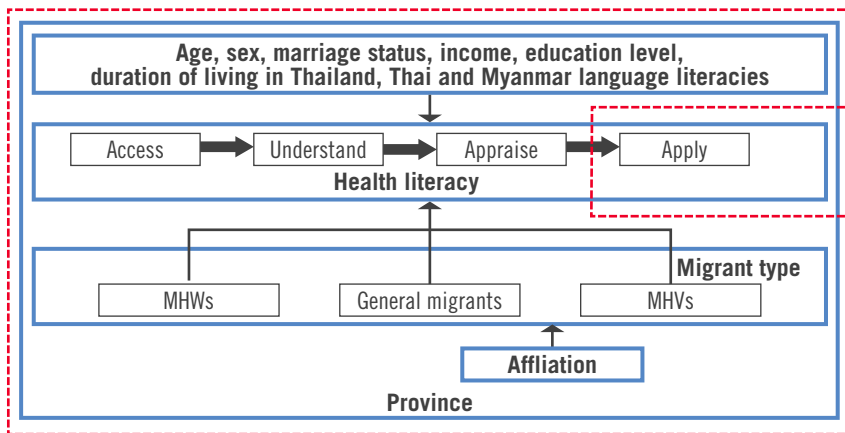 Age, sex, marriage status, income, education level,
duration of living in Thailand, Thai and Myanmar language literacies
Access
Understand
Appraise
Apply
Health literacy
Migrant type
MHWs
General migrants
MHVs
Affliation
Province